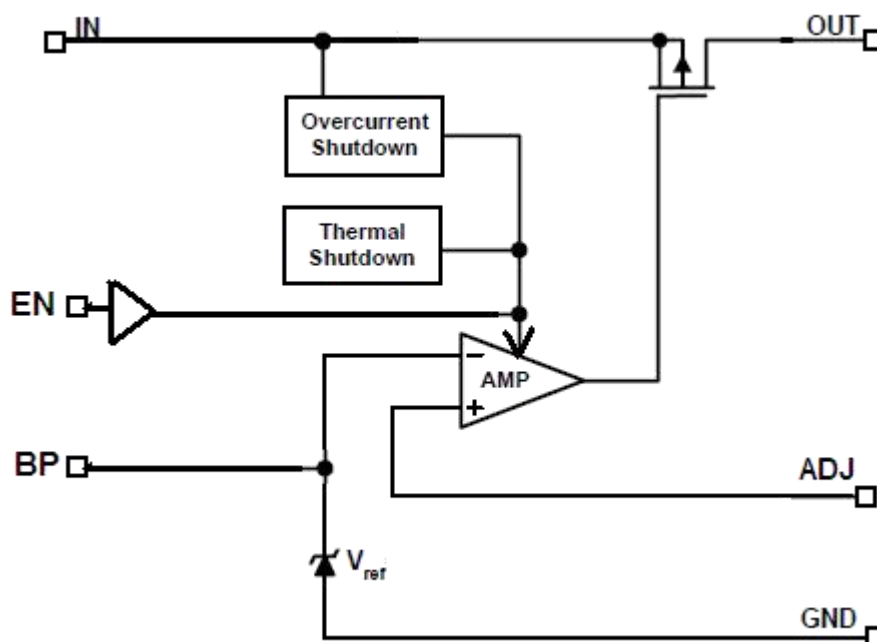 IN
OUT
Overcurrent
Shutdown
Thermal
Shutdown
EN
−
AMP
+
BP
ADJ
Vref
GND